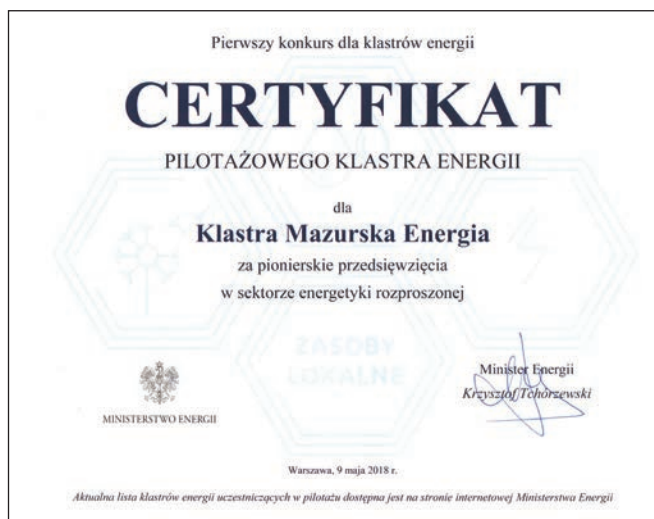 Pierwszy konkurs dla klastrów energii
CERTYFIKAT
PILOTAŻOWEGO KLASTRA ENERGII
dla
Klastra Mazurska Energia
za pionierskie przedsięwzięcia
w sektorze energetyki rozproszonej
ZASOBY
LOKALNE
MINISTERSTWO ENERGII
Minister Energii
Krzysztof Tchórzewski
Warszawa, 9 maja 2018 r.
Aktualna lista klastrów energii uczestniczących w pilotażu dostępna jest na stronie internetowej Ministerstwa Energii